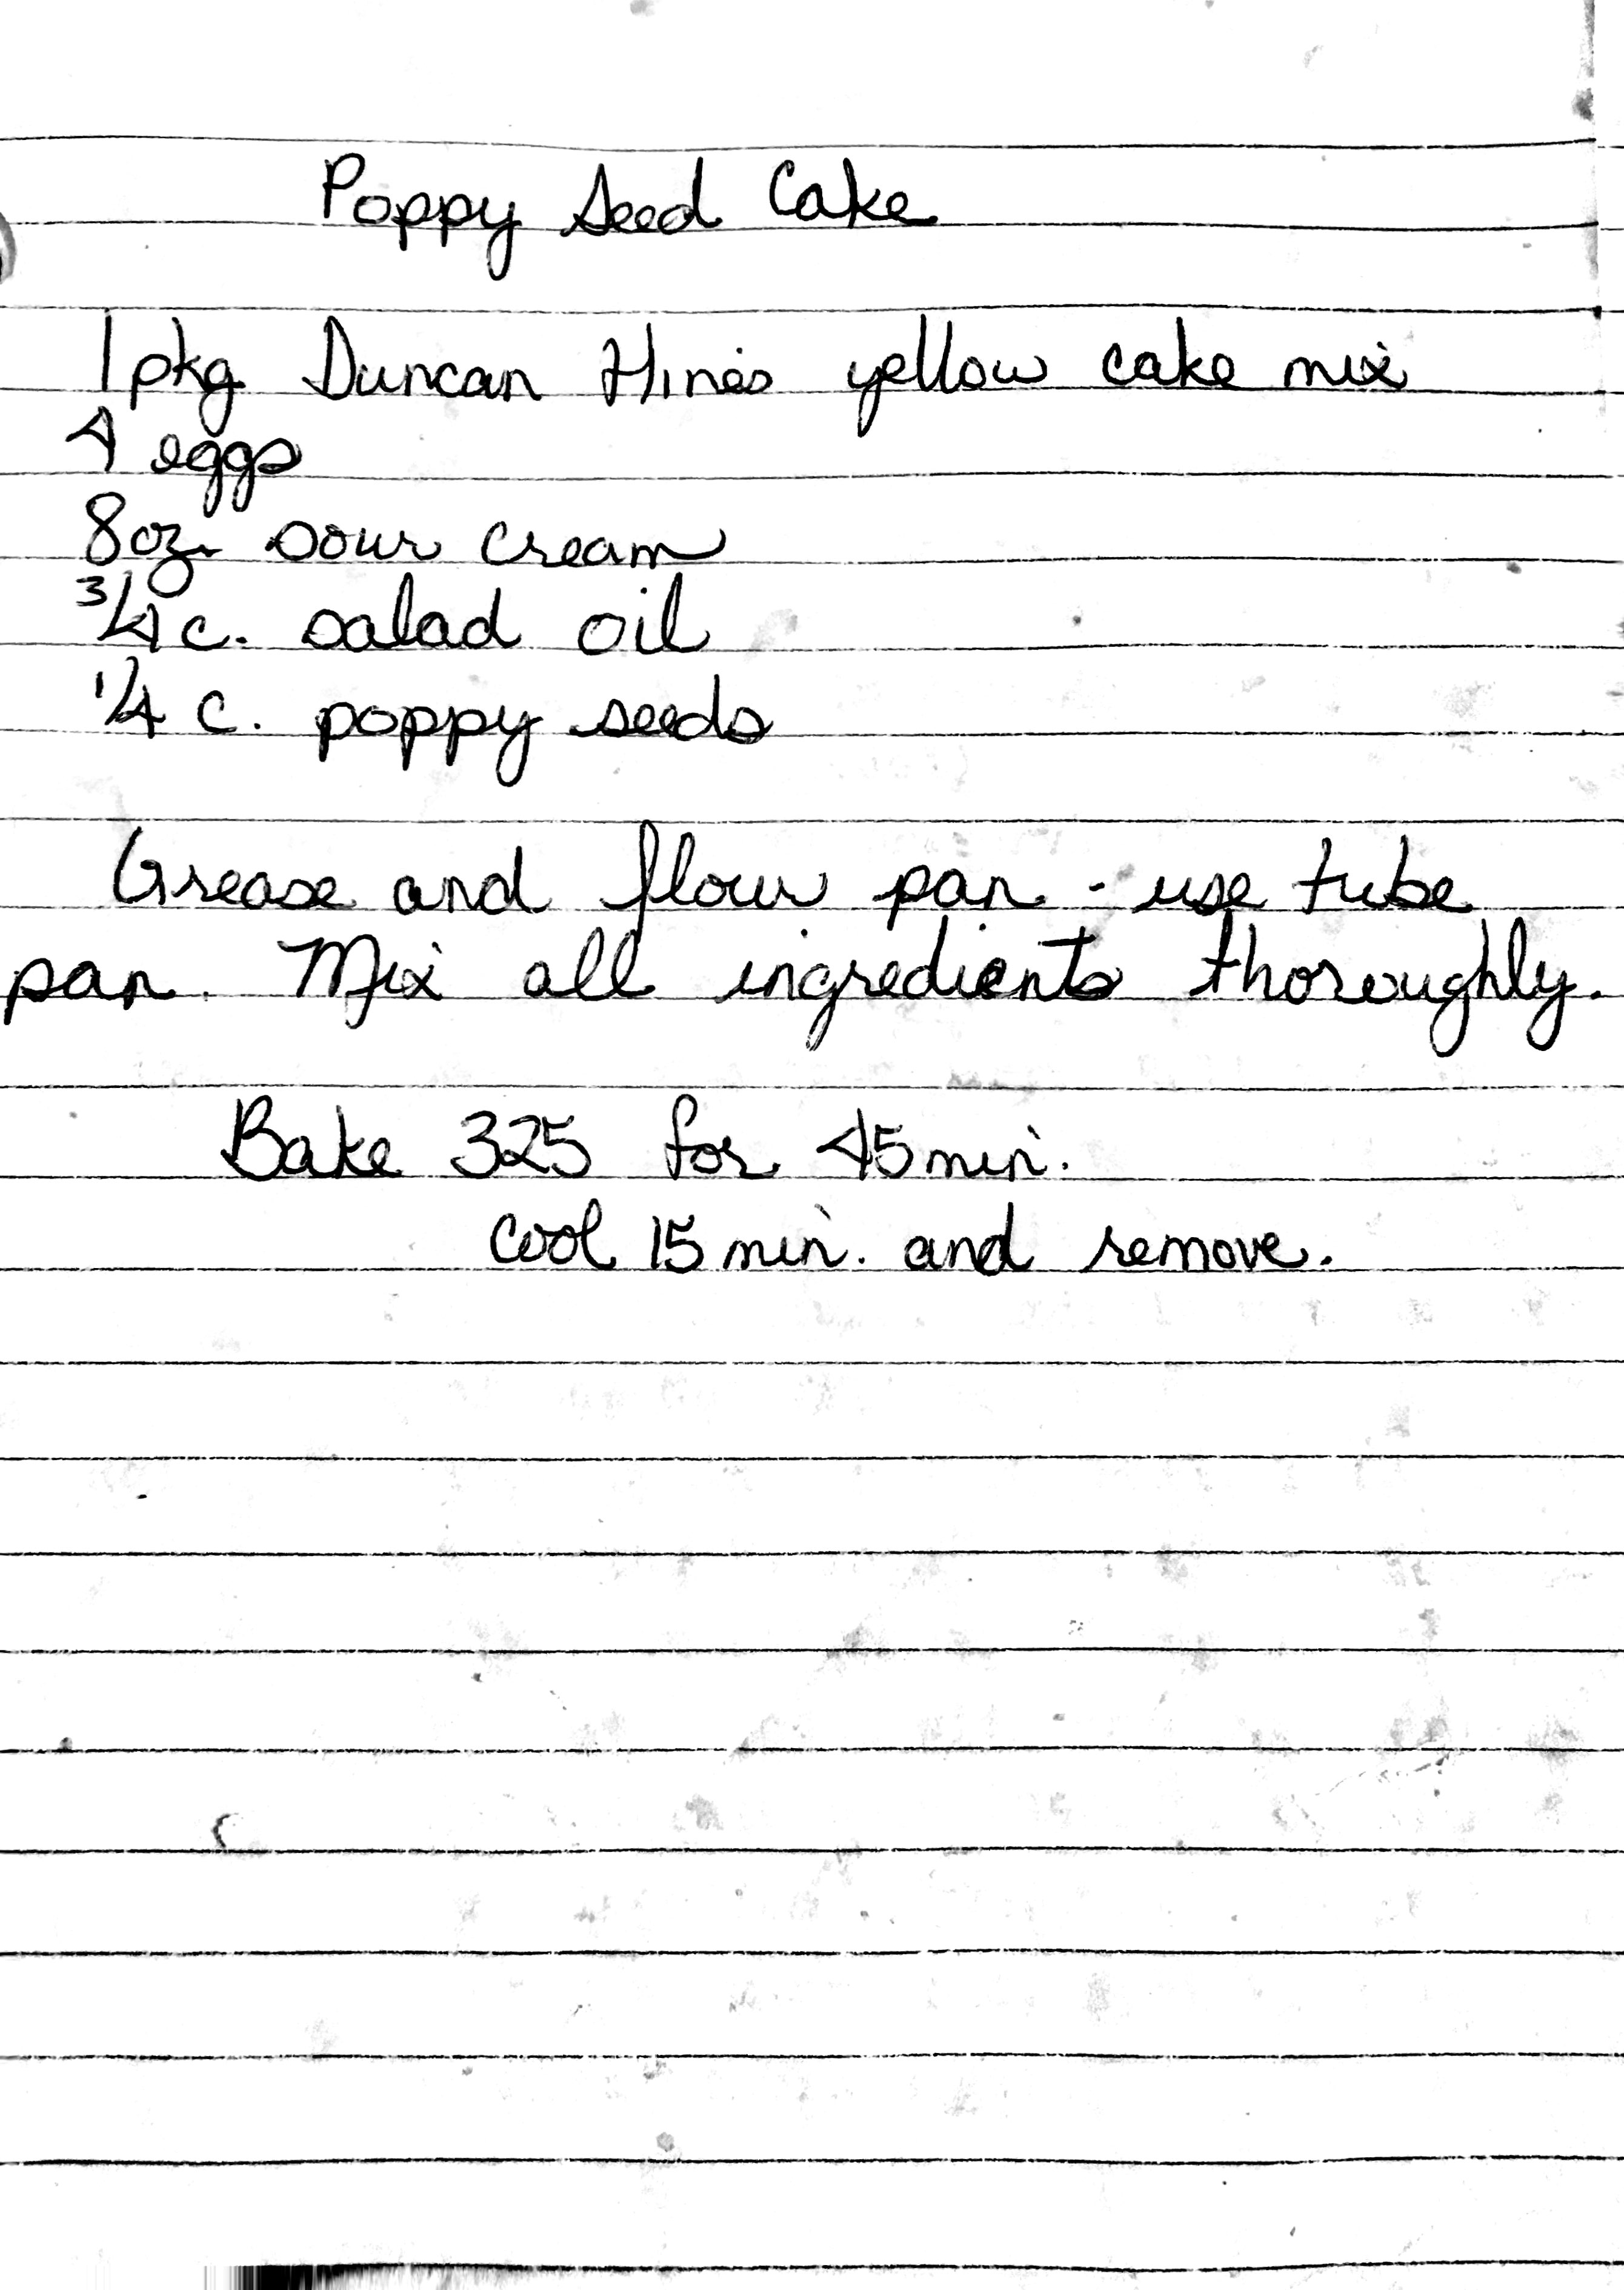 Poppy Seed Cake
1 pkg Duncan Hines yellow cake mix
4 eggs
8 oz. sour cream
3/4 c. salad oil
1/4 c. poppy seeds
Grease and flour pan - use tube
pan. Mix all ingredients thoroughly.
Bake 325 for 45 min.
cool 15 min. and remove.